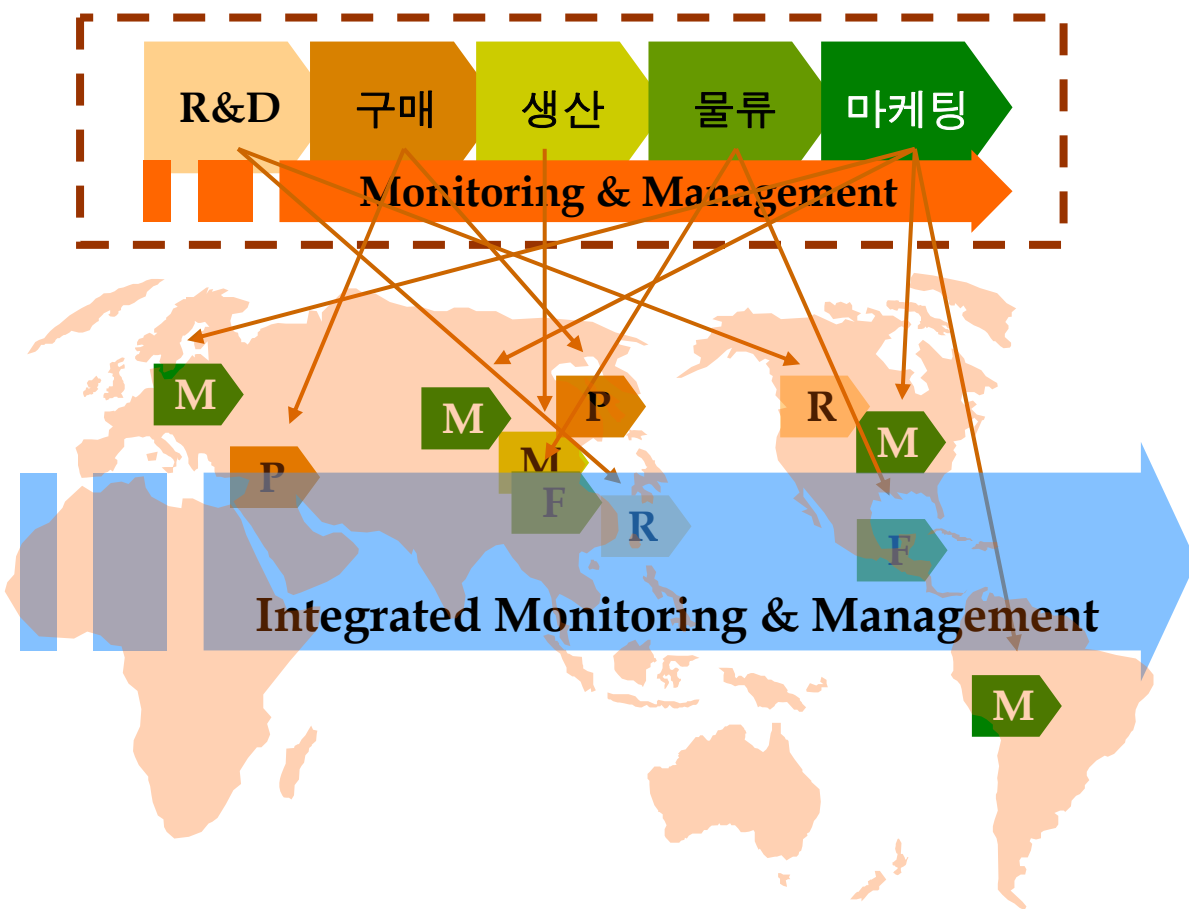 R&D
구매
생산
물류
마케팅
Monitoring & Management
M
M
P
R
M
M
P
F
R
F
Integrated Monitoring & Management
M